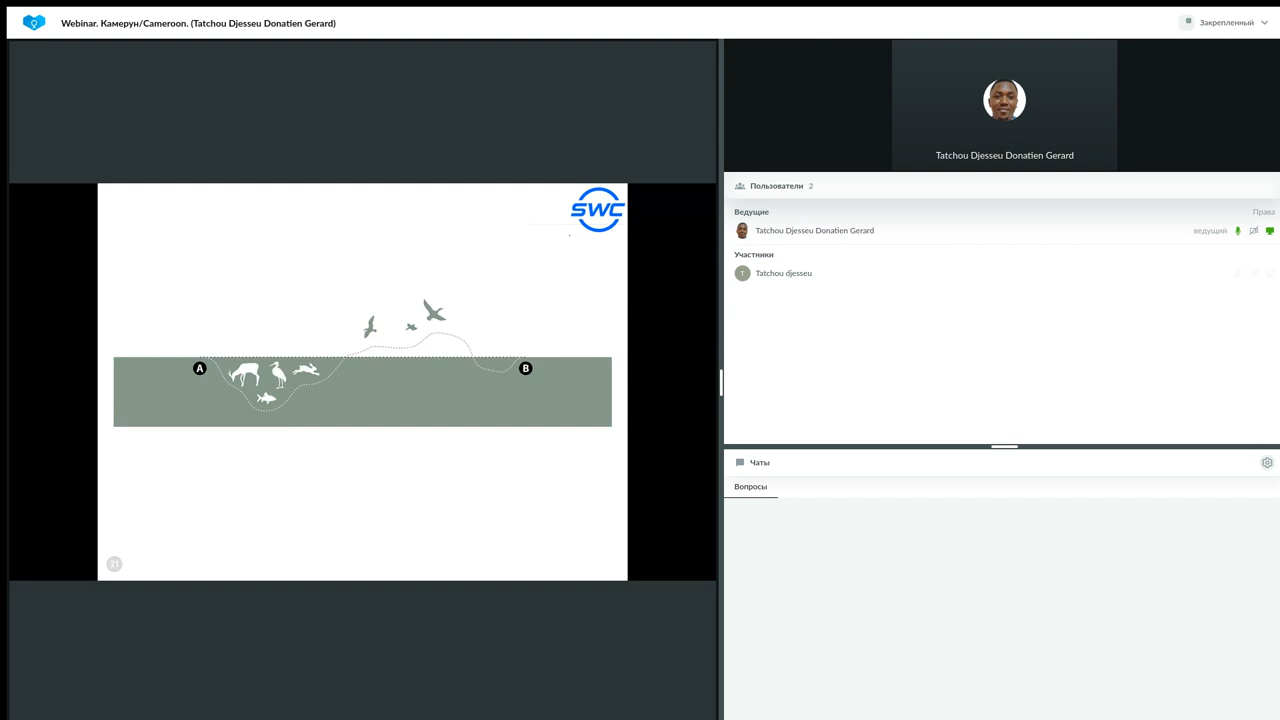 Webinar. Камерун/Cameroon. (Tatchou Djesseu Donatien Gerard)
Закрепленный
SWC
A
B
21
Tatchou Djesseu Donatien Gerard
Пользователи 2
Ведущие Права
Tatchou Djesseu Donatien Gerard ведущий
Участники
T Tatchou djesseu
Чаты
Вопросы